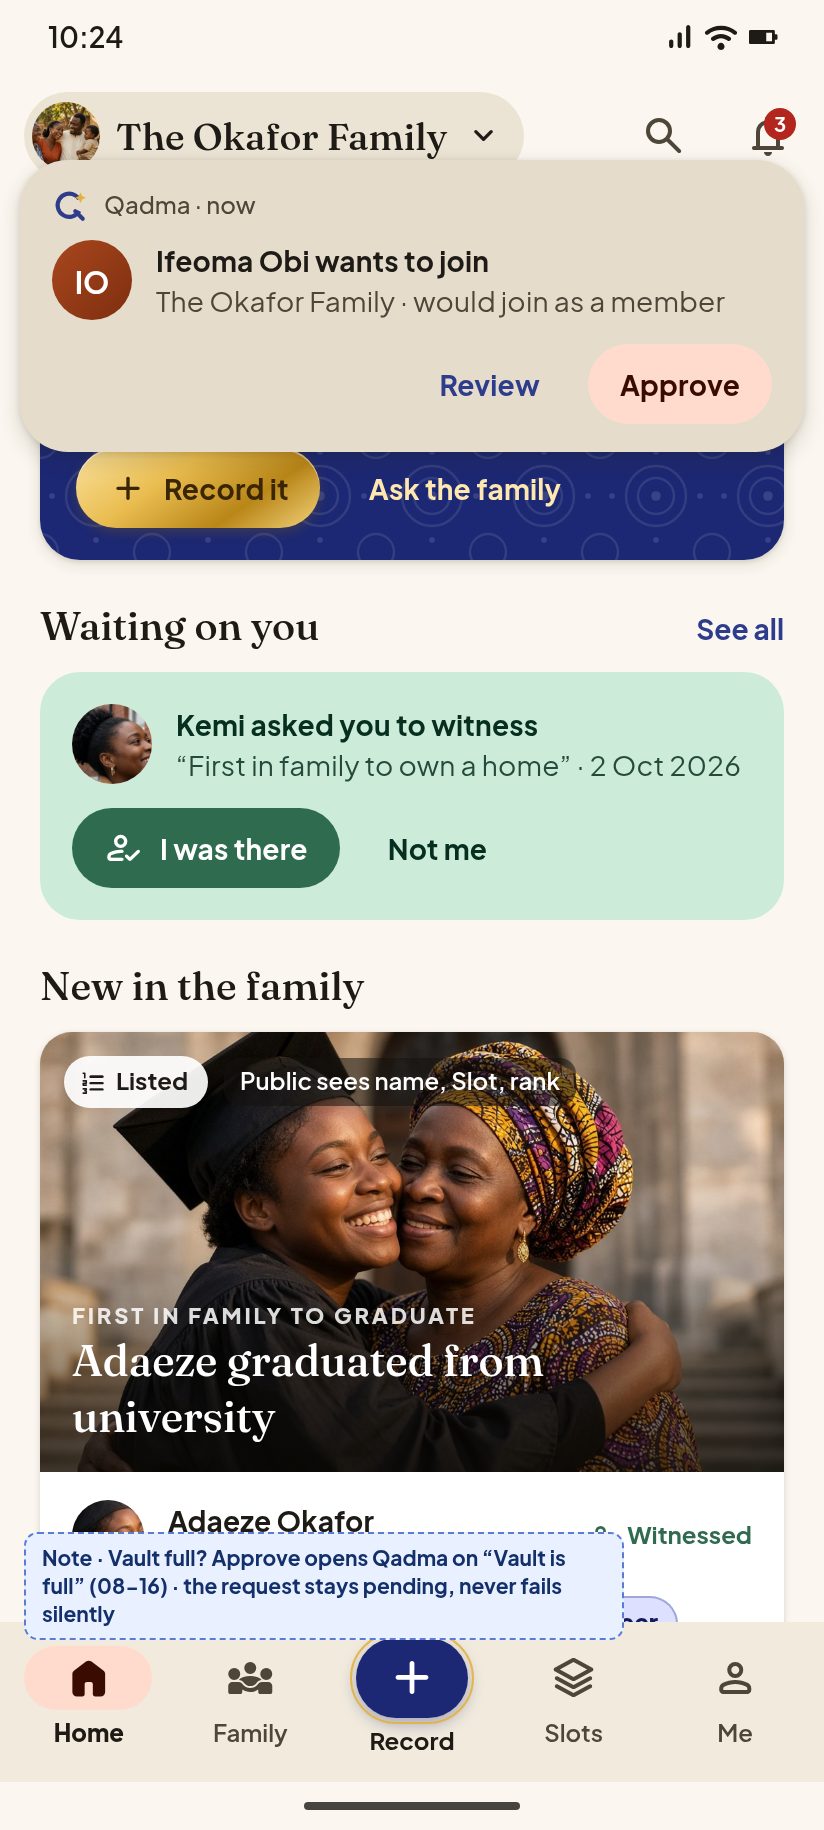 10:24
The Okafor Family
3
Qadma · now
IO
Ifeoma Obi wants to join
The Okafor Family · would join as a member
Review
Approve
Record it
Ask the family
Waiting on you
See all
Kemi asked you to witness
“First in family to own a home” · 2 Oct 2026
I was there
Not me
New in the family
Listed
Public sees name, Slot, rank
FIRST IN FAMILY TO GRADUATE
Adaeze graduated from
university
Adaeze Okafor
Witnessed
Note · Vault full? Approve opens Qadma on “Vault is
full” (08–16) · the request stays pending, never fails
silently
Home
Family
Record
Slots
Me